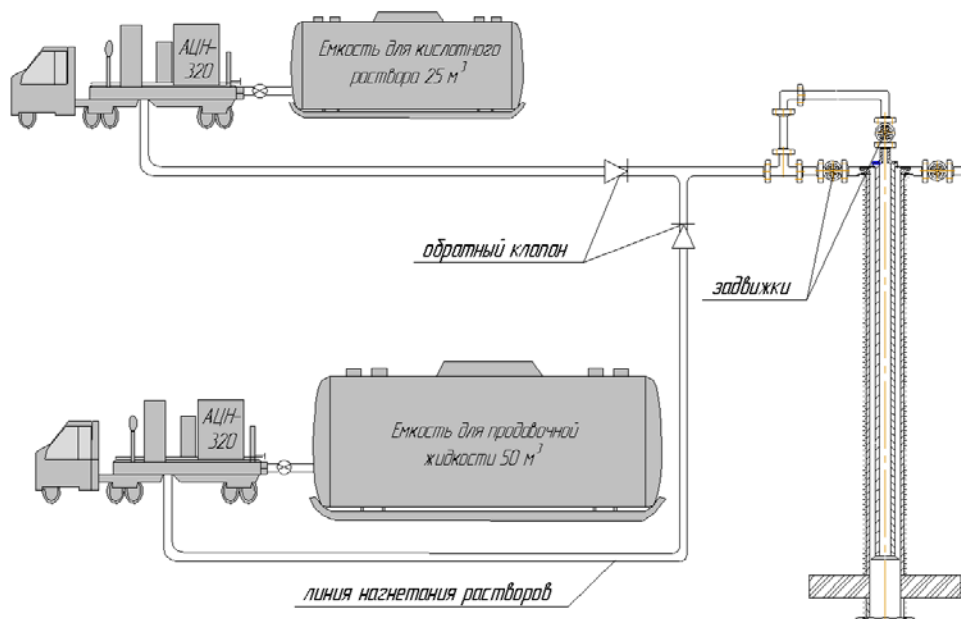 АЦН-
320
Емкость для кислотного
раствора 25 м³
обратный клапан
задвижки
АЦН-
320
Емкость для продавочной
жидкости 50 м³
линия нагнетания растворов